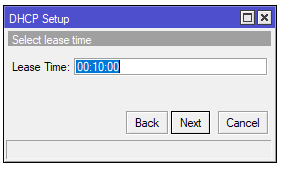 DHCP Setup
Select lease time
Lease Time: 00:10:00
Back Next Cancel